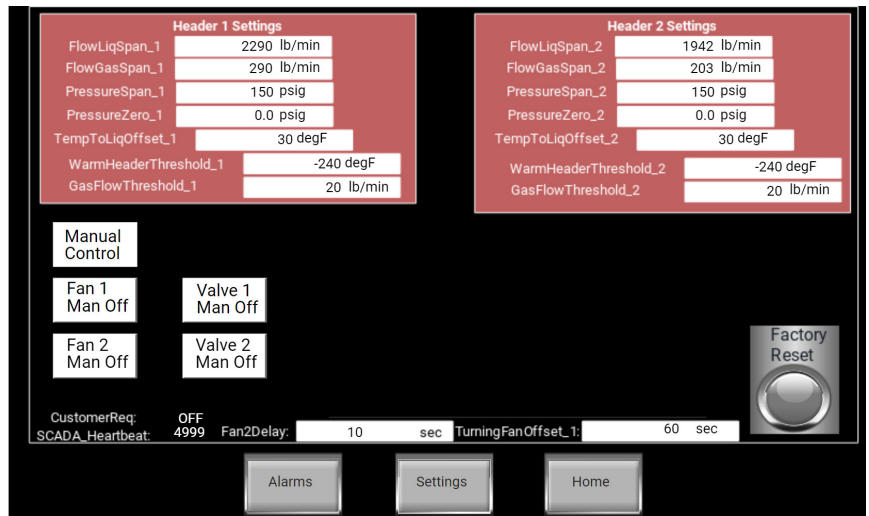 Header 1 Settings
FlowLiqSpan_1 2290 lb/min
FlowGasSpan_1 290 lb/min
PressureSpan_1 150 psig
PressureZero_1 0.0 psig
TempToLiqOffset_1 30 degF
WarmHeaderThreshold_1 -240 degF
GasFlowThreshold_1 20 lb/min
Header 2 Settings
FlowLiqSpan_2 1942 lb/min
FlowGasSpan_2 203 lb/min
PressureSpan_2 150 psig
PressureZero_2 0.0 psig
TempToLiqOffset_2 30 degF
WarmHeaderThreshold_2 -240 degF
GasFlowThreshold_2 20 lb/min
Manual
Control
Fan 1
Man Off
Valve 1
Man Off
Fan 2
Man Off
Valve 2
Man Off
Factory
Reset
CustomerReq: OFF
SCADA_Heartbeat: 4999 Fan2Delay: 10 sec TurningFanOffset_1: 60 sec
Alarms Settings Home